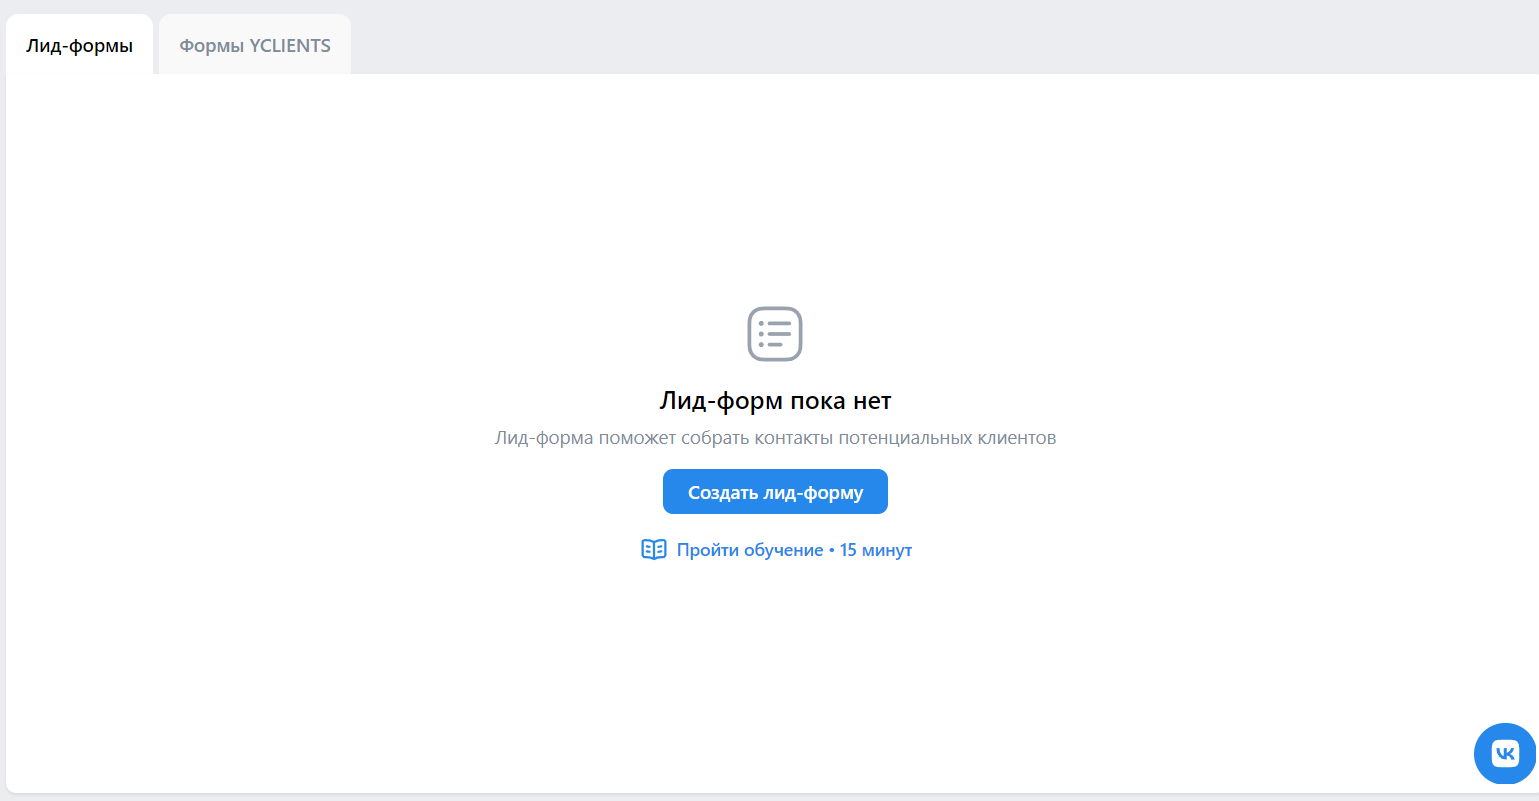 Лид-формы
Формы YCLIENTS
Лид-форм пока нет
Лид-форма поможет собрать контакты потенциальных клиентов
Создать лид-форму
Пройти обучение • 15 минут